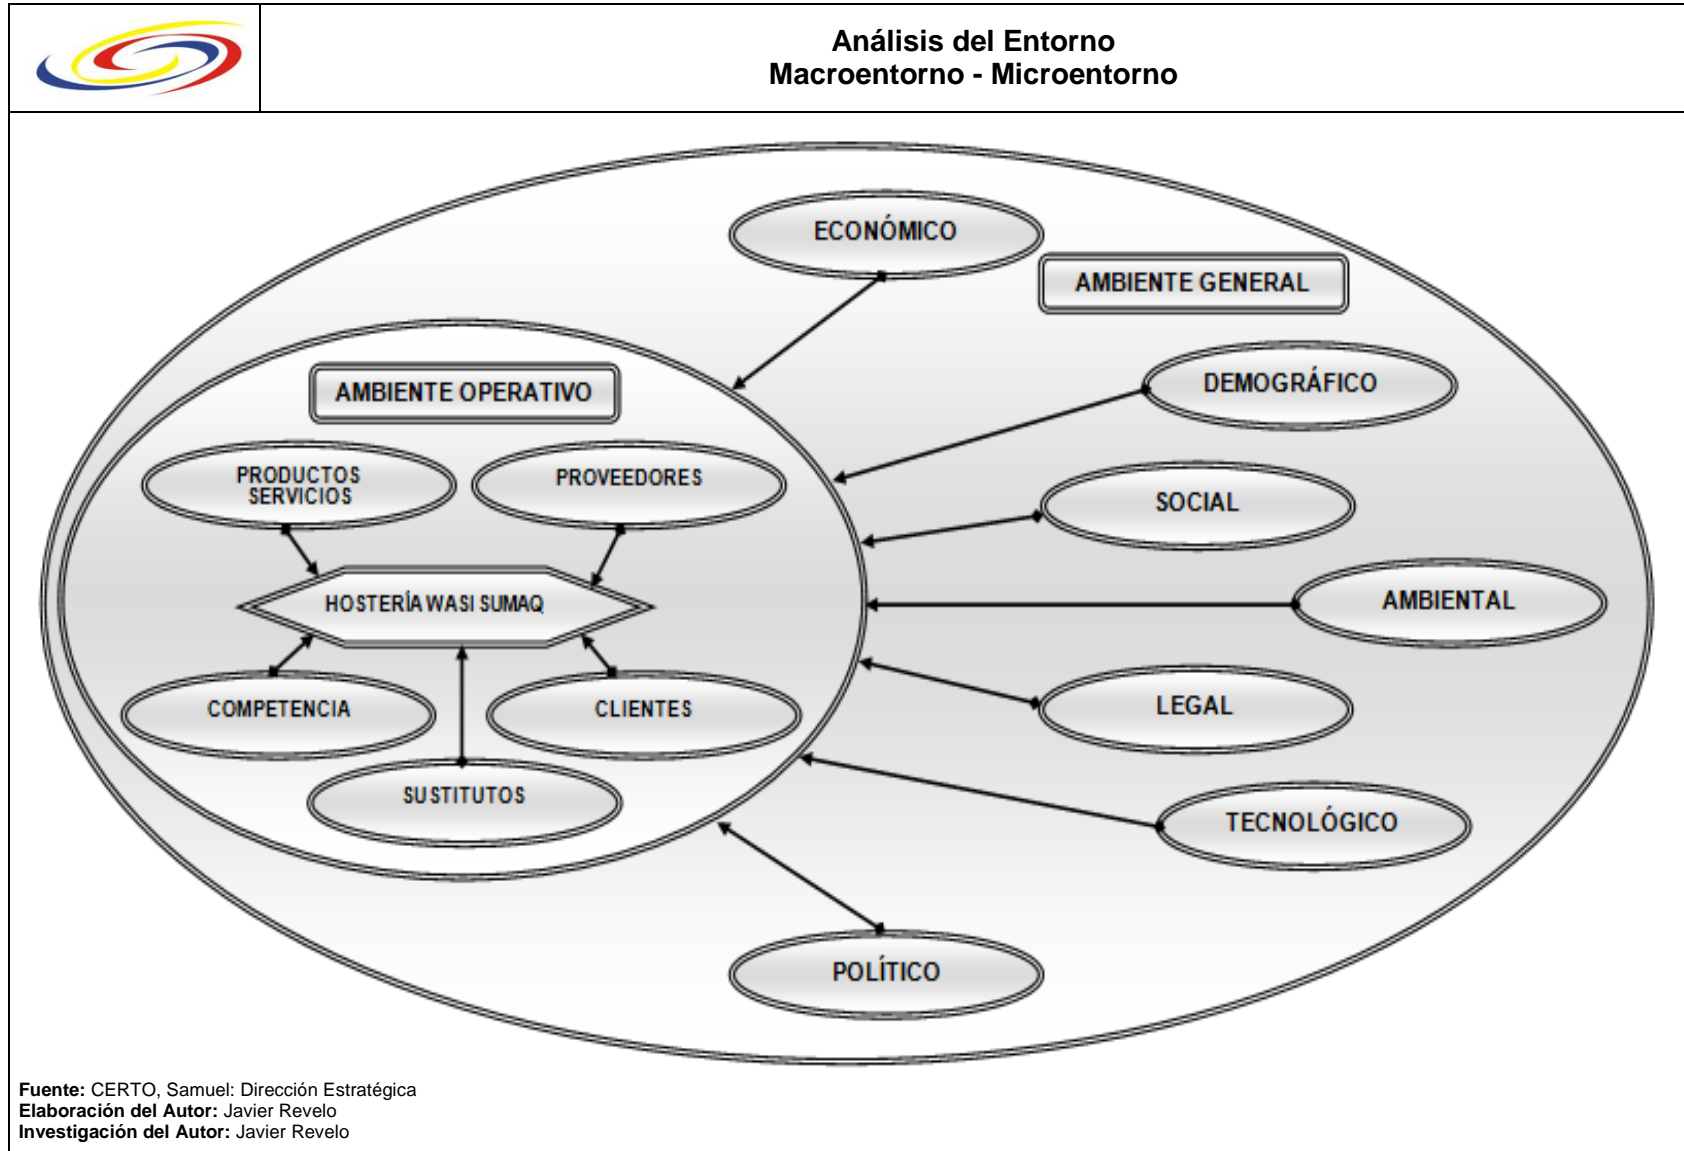 Análisis del Entorno
Macroentorno - Microentorno
ECONÓMICO
AMBIENTE GENERAL
DEMOGRÁFICO
AMBIENTE OPERATIVO
PRODUCTOS
SERVICIOS
PROVEEDORES
SOCIAL
HOSTERÍA WASI SUMAQ
AMBIENTAL
COMPETENCIA
CLIENTES
LEGAL
SUSTITUTOS
TECNOLÓGICO
POLÍTICO
Fuente: CERTO, Samuel: Dirección Estratégica
Elaboración del Autor: Javier Revelo
Investigación del Autor: Javier Revelo